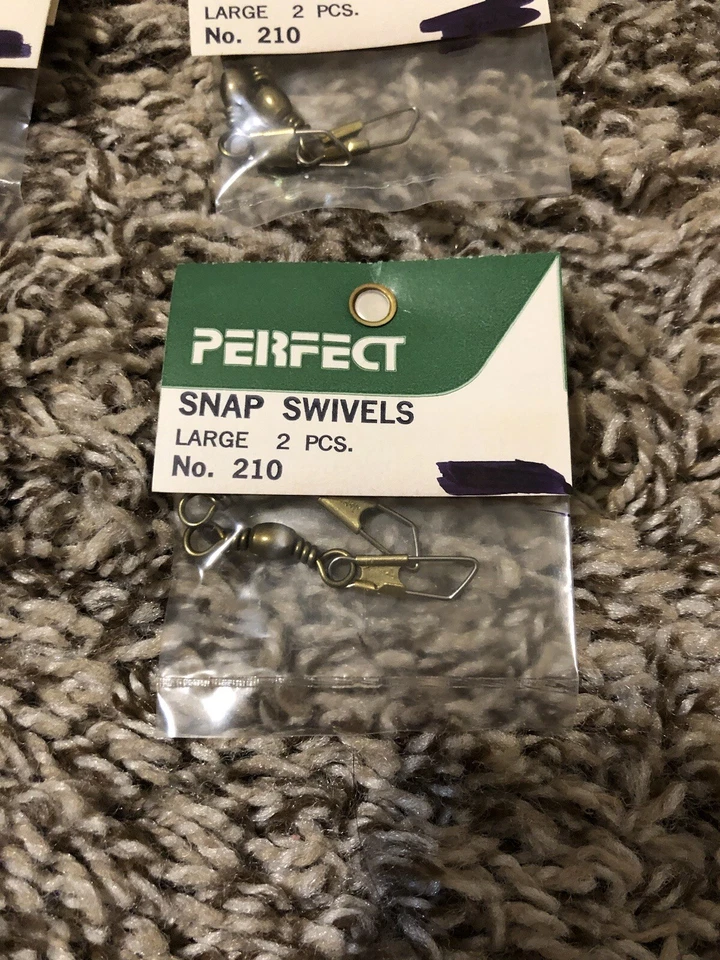 LARGE 2 PCS.
No. 210
PERFECT
SNAP SWIVELS
LARGE 2 PCS.
No. 210